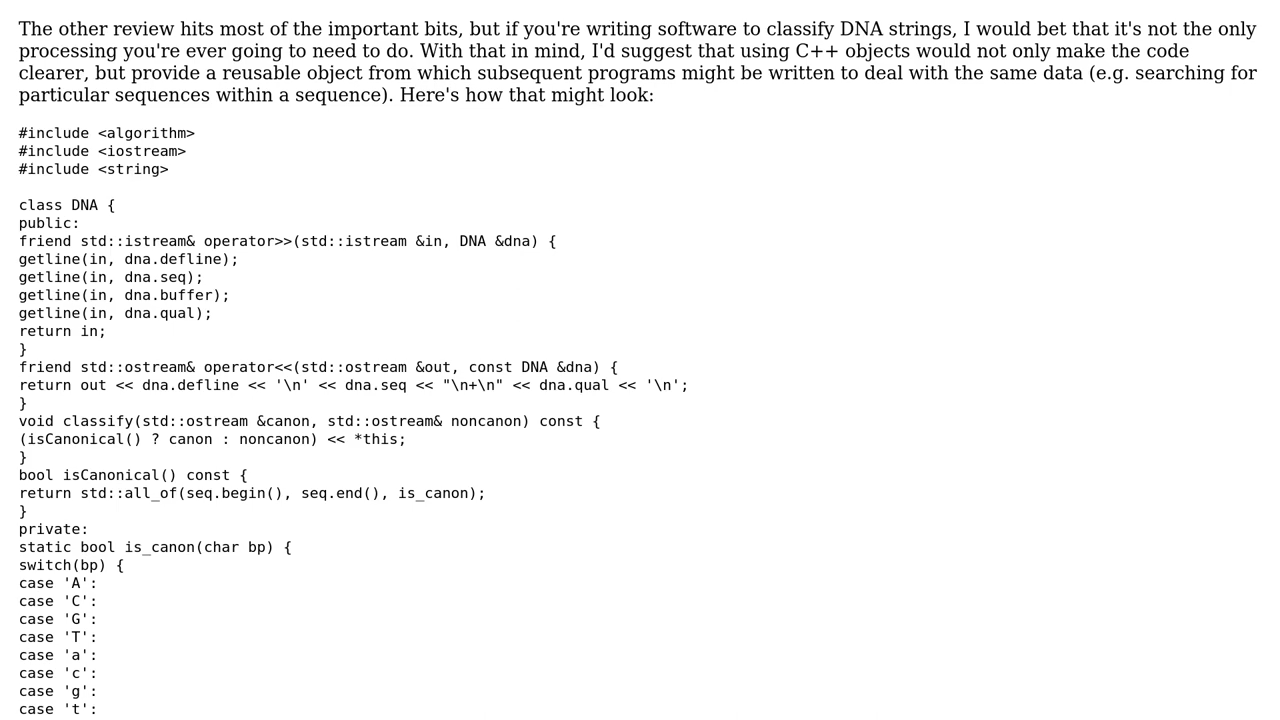 The other review hits most of the important bits, but if you're writing software to classify DNA strings, I would bet that it's not the only
processing you're ever going to need to do. With that in mind, I'd suggest that using C++ objects would not only make the code
clearer, but provide a reusable object from which subsequent programs might be written to deal with the same data (e.g. searching for
particular sequences within a sequence). Here's how that might look:
#include <algorithm>
#include <iostream>
#include <string>
class DNA {
public:
friend std::istream& operator>>(std::istream &in, DNA &dna) {
getline(in, dna.defline);
getline(in, dna.seq);
getline(in, dna.buffer);
getline(in, dna.qual);
return in;
}
friend std::ostream& operator<<(std::ostream &out, const DNA &dna) {
return out << dna.defline << '\n' << dna.seq << "\n+\n" << dna.qual << '\n';
}
void classify(std::ostream &canon, std::ostream& noncanon) const {
(isCanonical() ? canon : noncanon) << *this;
}
bool isCanonical() const {
return std::all_of(seq.begin(), seq.end(), is_canon);
}
private:
static bool is_canon(char bp) {
switch(bp) {
case 'A':
case 'C':
case 'G':
case 'T':
case 'a':
case 'c':
case 'g':
case 't':